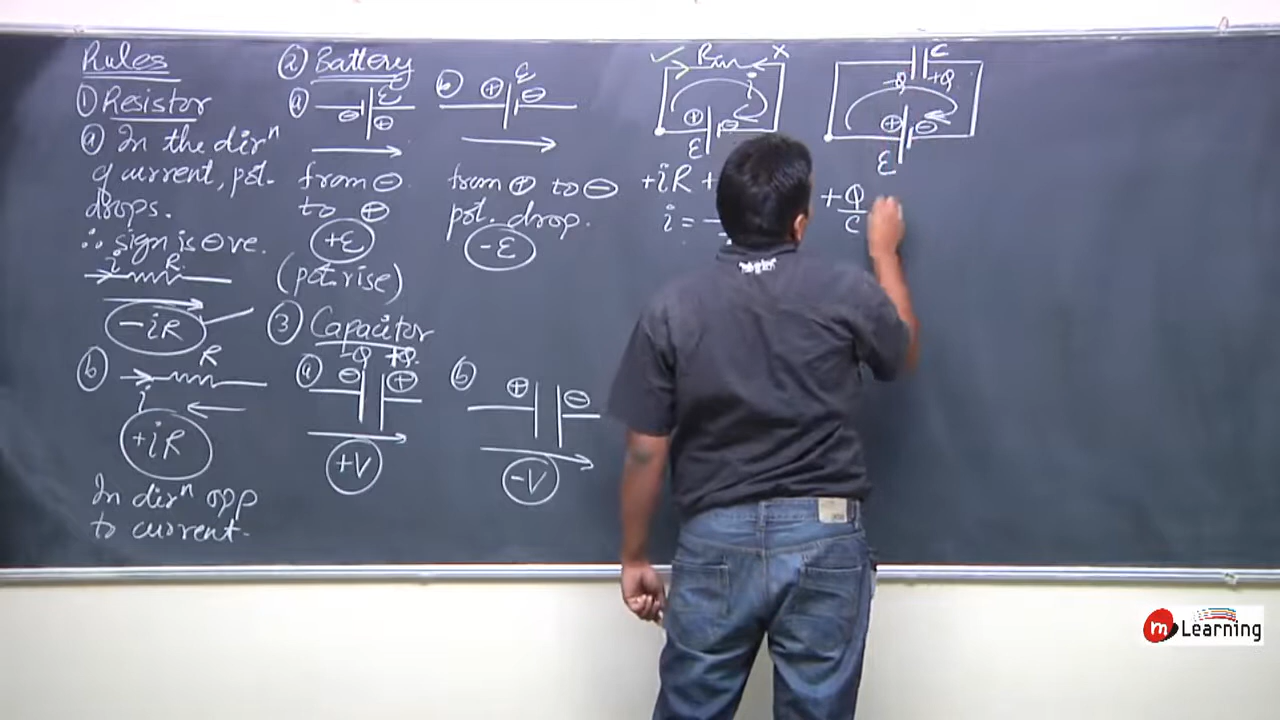 Rules
① Resistor
ⓐ In the dirⁿ
of current, pot.
drops.
∴ sign is ⊖ve.
i R
−iR
ⓑ R
i
+iR
In dirⁿ opp
to current.
② Battery
ⓐ ε
⊖ ⊕
from ⊖
to ⊕
+ε
(pot. rise)
ⓑ ⊕ ε ⊖
from ⊕ to ⊖
pot. drop.
−ε
③ Capacitor
−Q +Q
ⓐ ⊖ ⊕
+V
ⓑ ⊕ ⊖
−V
✓ R ×
i
⊕ ⊖
ε
+iR +
i =
C
−Q +Q
⊕ ⊖
ε
+Q
C
m Learning